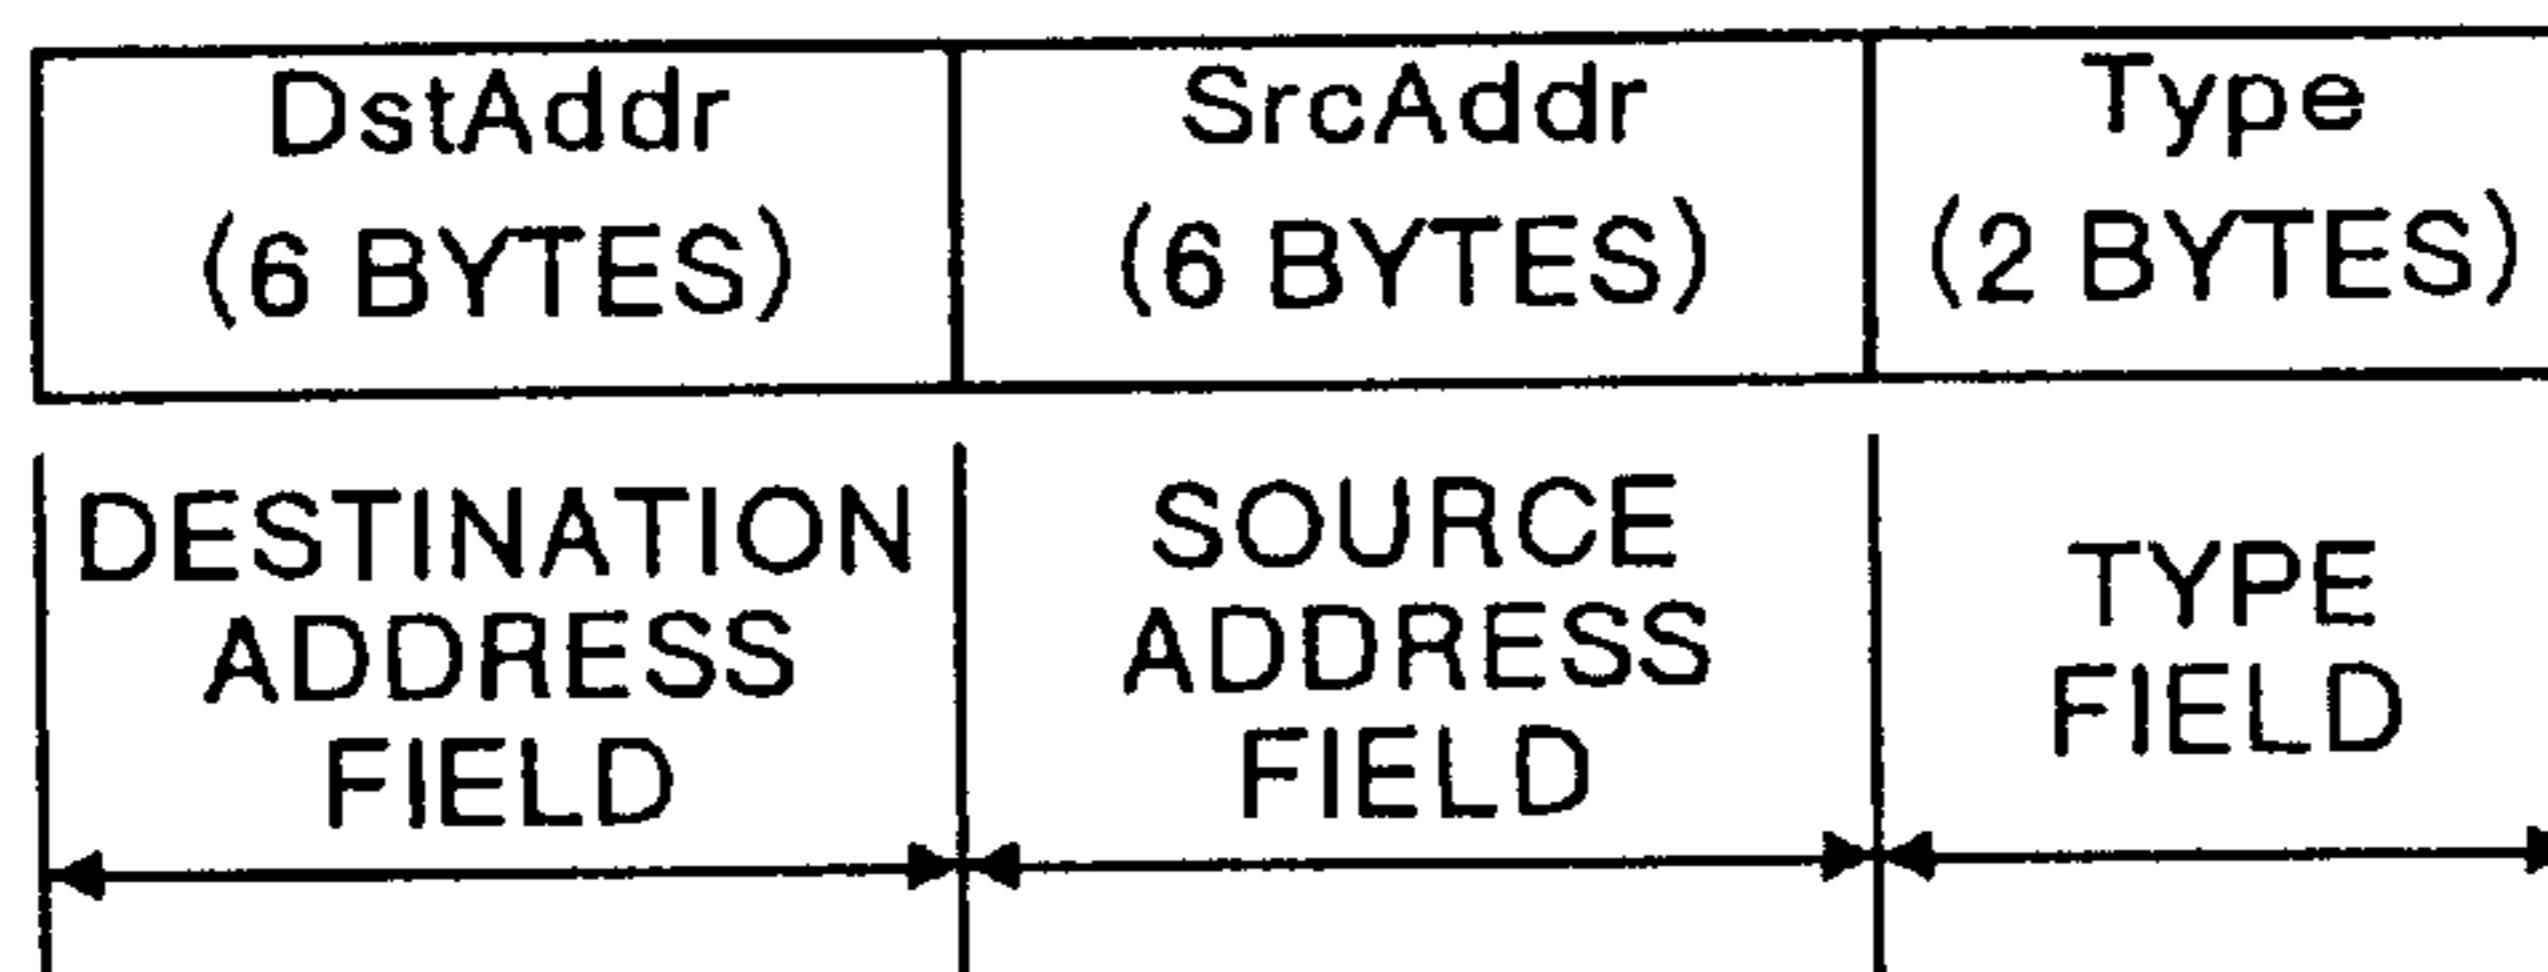 DstAddr
(6 BYTES)
SrcAddr
(6 BYTES)
Type
(2 BYTES)
DESTINATION
ADDRESS
FIELD
SOURCE
ADDRESS
FIELD
TYPE
FIELD